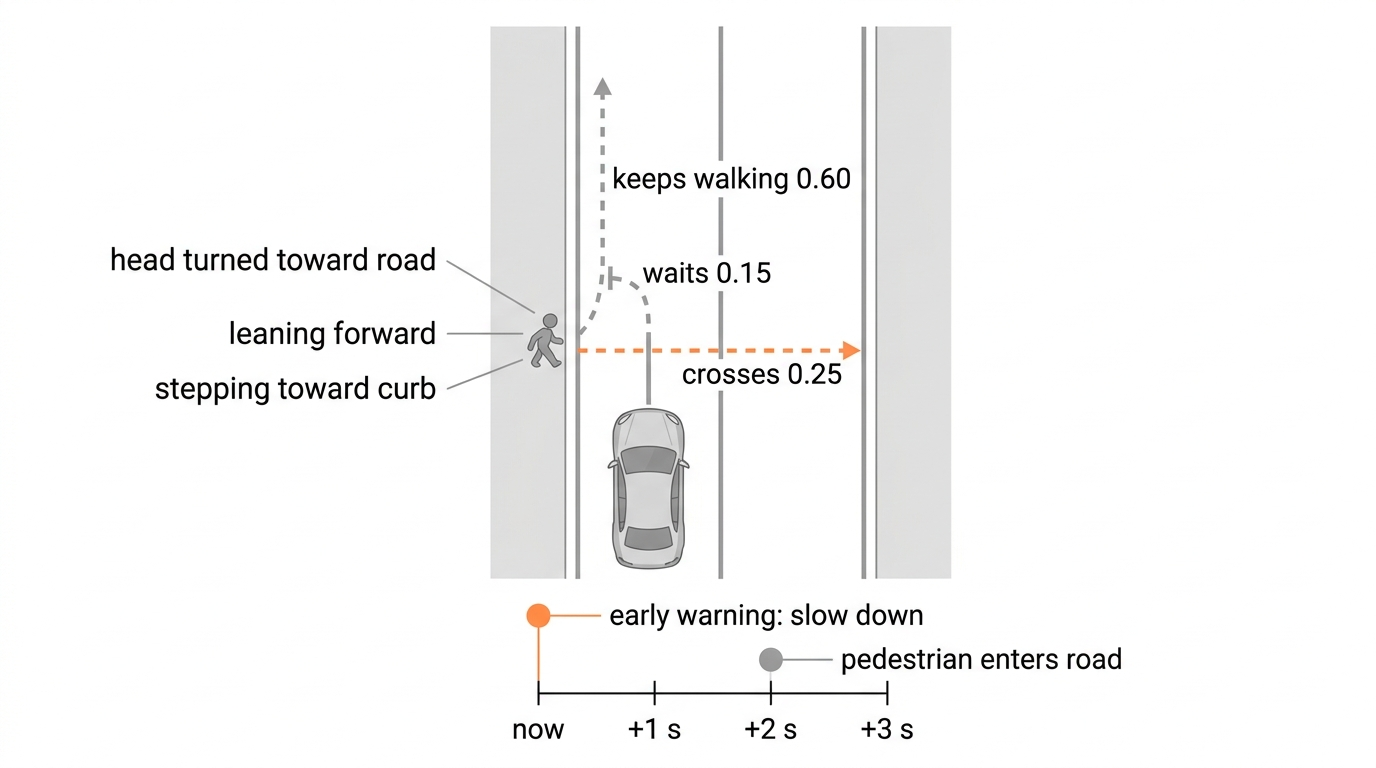 keeps walking 0.60
head turned toward road
waits 0.15
leaning forward
crosses 0.25
stepping toward curb
early warning: slow down
pedestrian enters road
now
+1 s
+2 s
+3 s